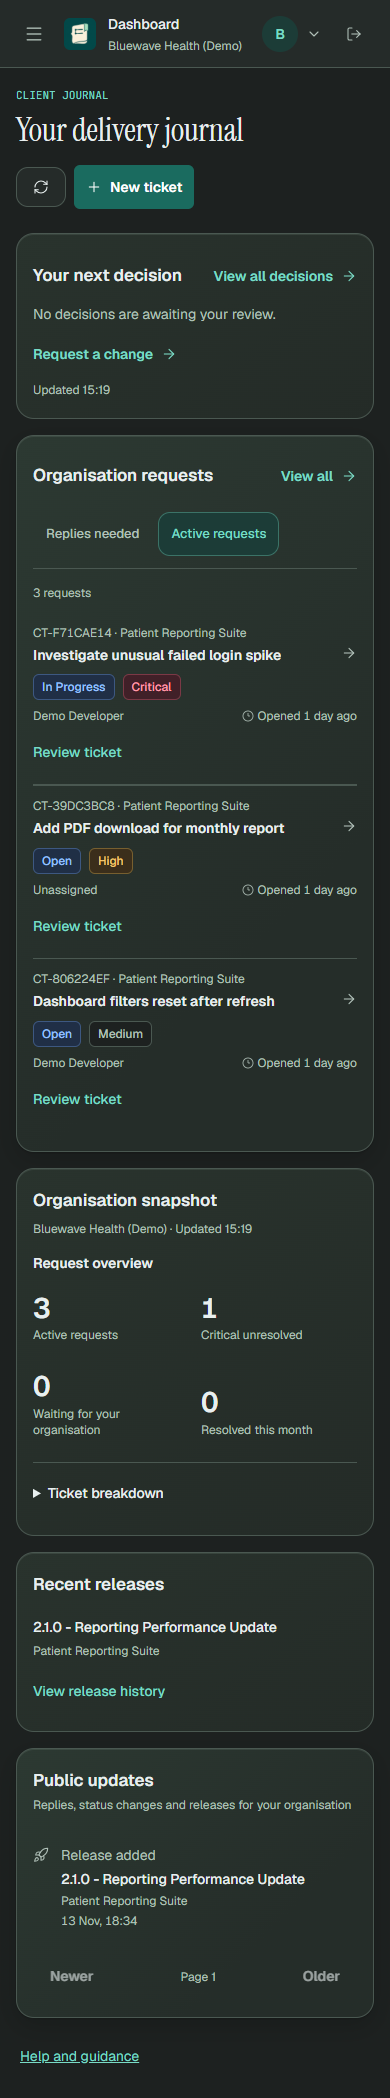 Dashboard
Bluewave Health (Demo)
B
CLIENT JOURNAL
Your delivery journal
New ticket
Your next decision
View all decisions
No decisions are awaiting your review.
Request a change
Updated 15:19
Organisation requests
View all
Replies needed
Active requests
3 requests
CT-F71CAE14 · Patient Reporting Suite
Investigate unusual failed login spike
In Progress
Critical
Demo Developer
Opened 1 day ago
Review ticket
CT-39DC3BC8 · Patient Reporting Suite
Add PDF download for monthly report
Open
High
Unassigned
Opened 1 day ago
Review ticket
CT-806224EF · Patient Reporting Suite
Dashboard filters reset after refresh
Open
Medium
Demo Developer
Opened 1 day ago
Review ticket
Organisation snapshot
Bluewave Health (Demo) · Updated 15:19
Request overview
3
Active requests
1
Critical unresolved
0
Waiting for your
organisation
0
Resolved this month
Ticket breakdown
Recent releases
2.1.0 - Reporting Performance Update
Patient Reporting Suite
View release history
Public updates
Replies, status changes and releases for your organisation
Release added
2.1.0 - Reporting Performance Update
Patient Reporting Suite
13 Nov, 18:34
Newer
Page 1
Older
Help and guidance